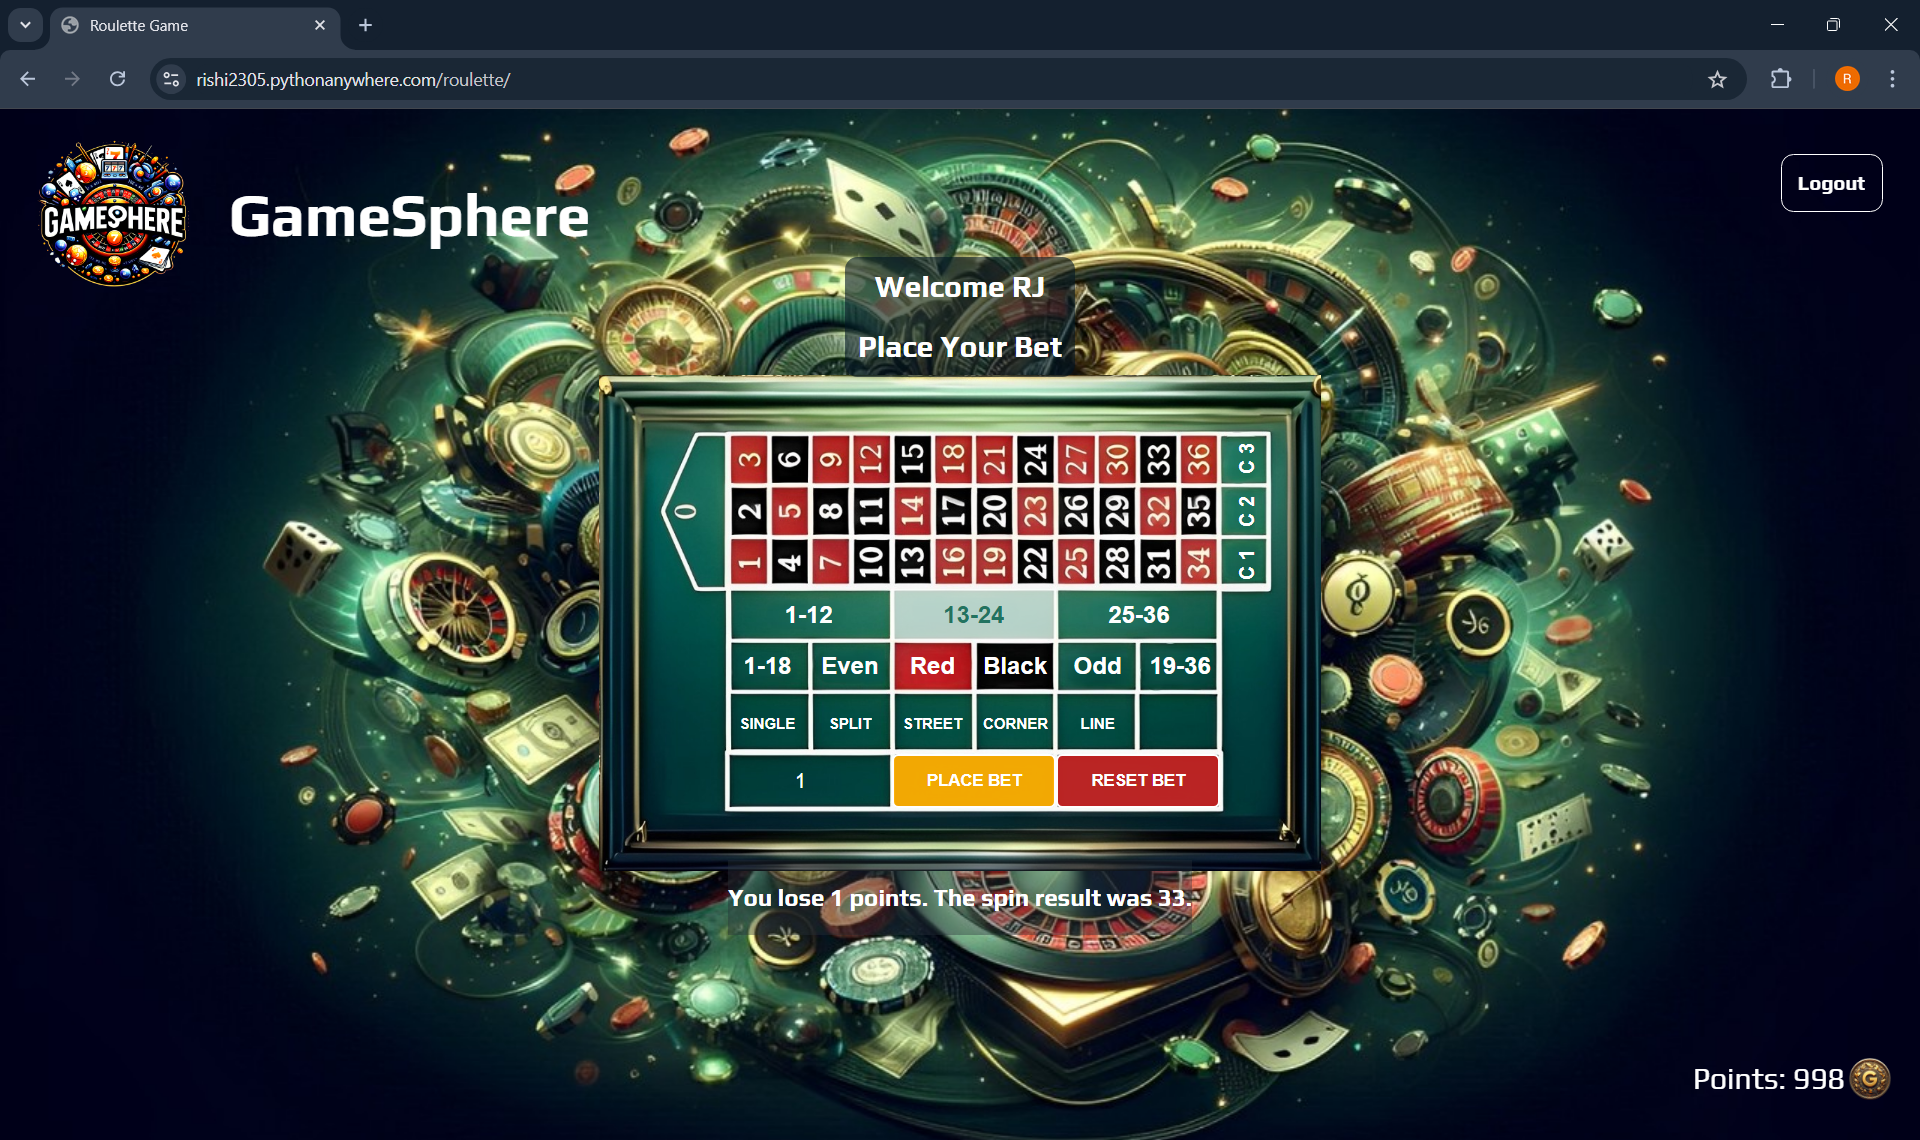 Roulette Game
rishi2305.pythonanywhere.com/roulette/
R
GAMESPHERE
GameSphere
Logout
Welcome RJ
Place Your Bet
0
3 6 9 12 15 18 21 24 27 30 33 36 C 3
2 5 8 11 14 17 20 23 26 29 32 35 C 2
1 4 7 10 13 16 19 22 25 28 31 34 C 1
1-12 13-24 25-36
1-18 Even Red Black Odd 19-36
SINGLE SPLIT STREET CORNER LINE
1 PLACE BET RESET BET
You lose 1 points. The spin result was 33.
Points: 998
G